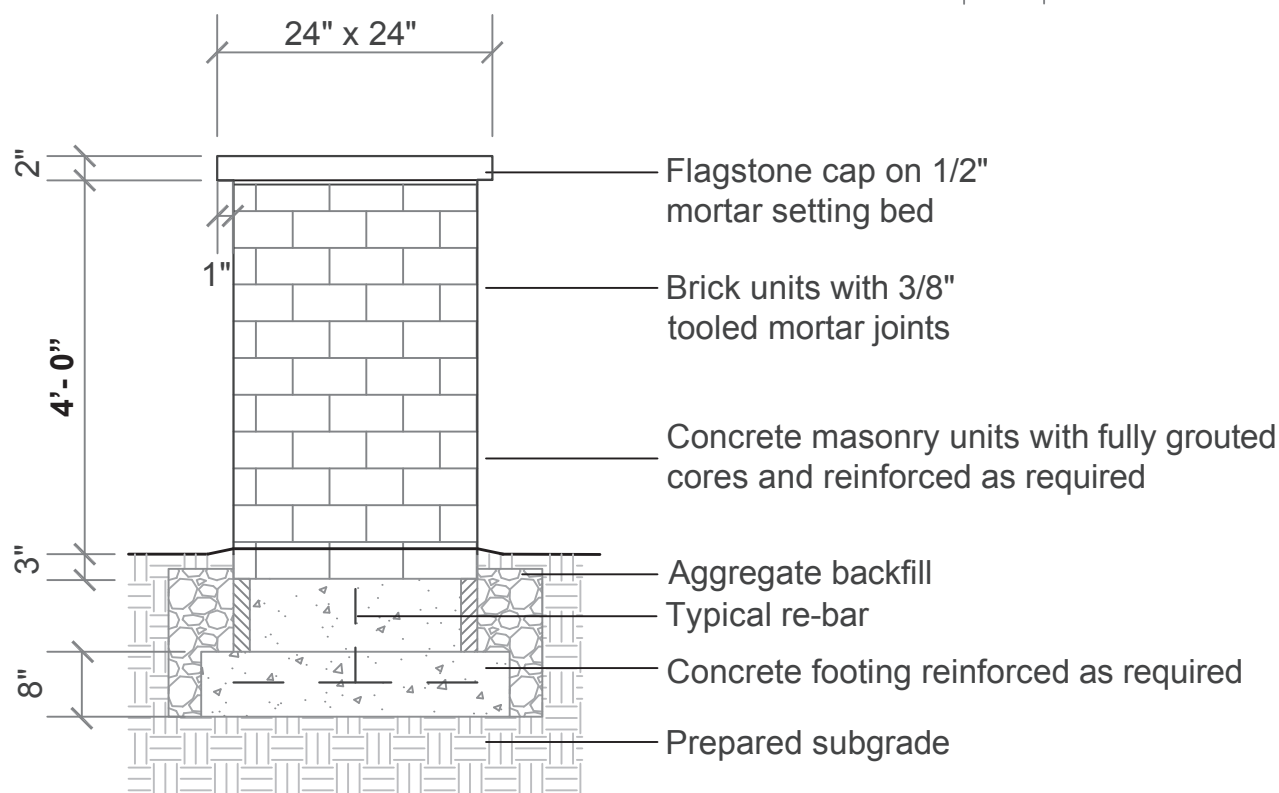 24" x 24"
2"
Flagstone cap on 1/2"
mortar setting bed
1"
Brick units with 3/8"
tooled mortar joints
4’- 0”
Concrete masonry units with fully grouted
cores and reinforced as required
3"
Aggregate backfill
Typical re-bar
8"
Concrete footing reinforced as required
Prepared subgrade